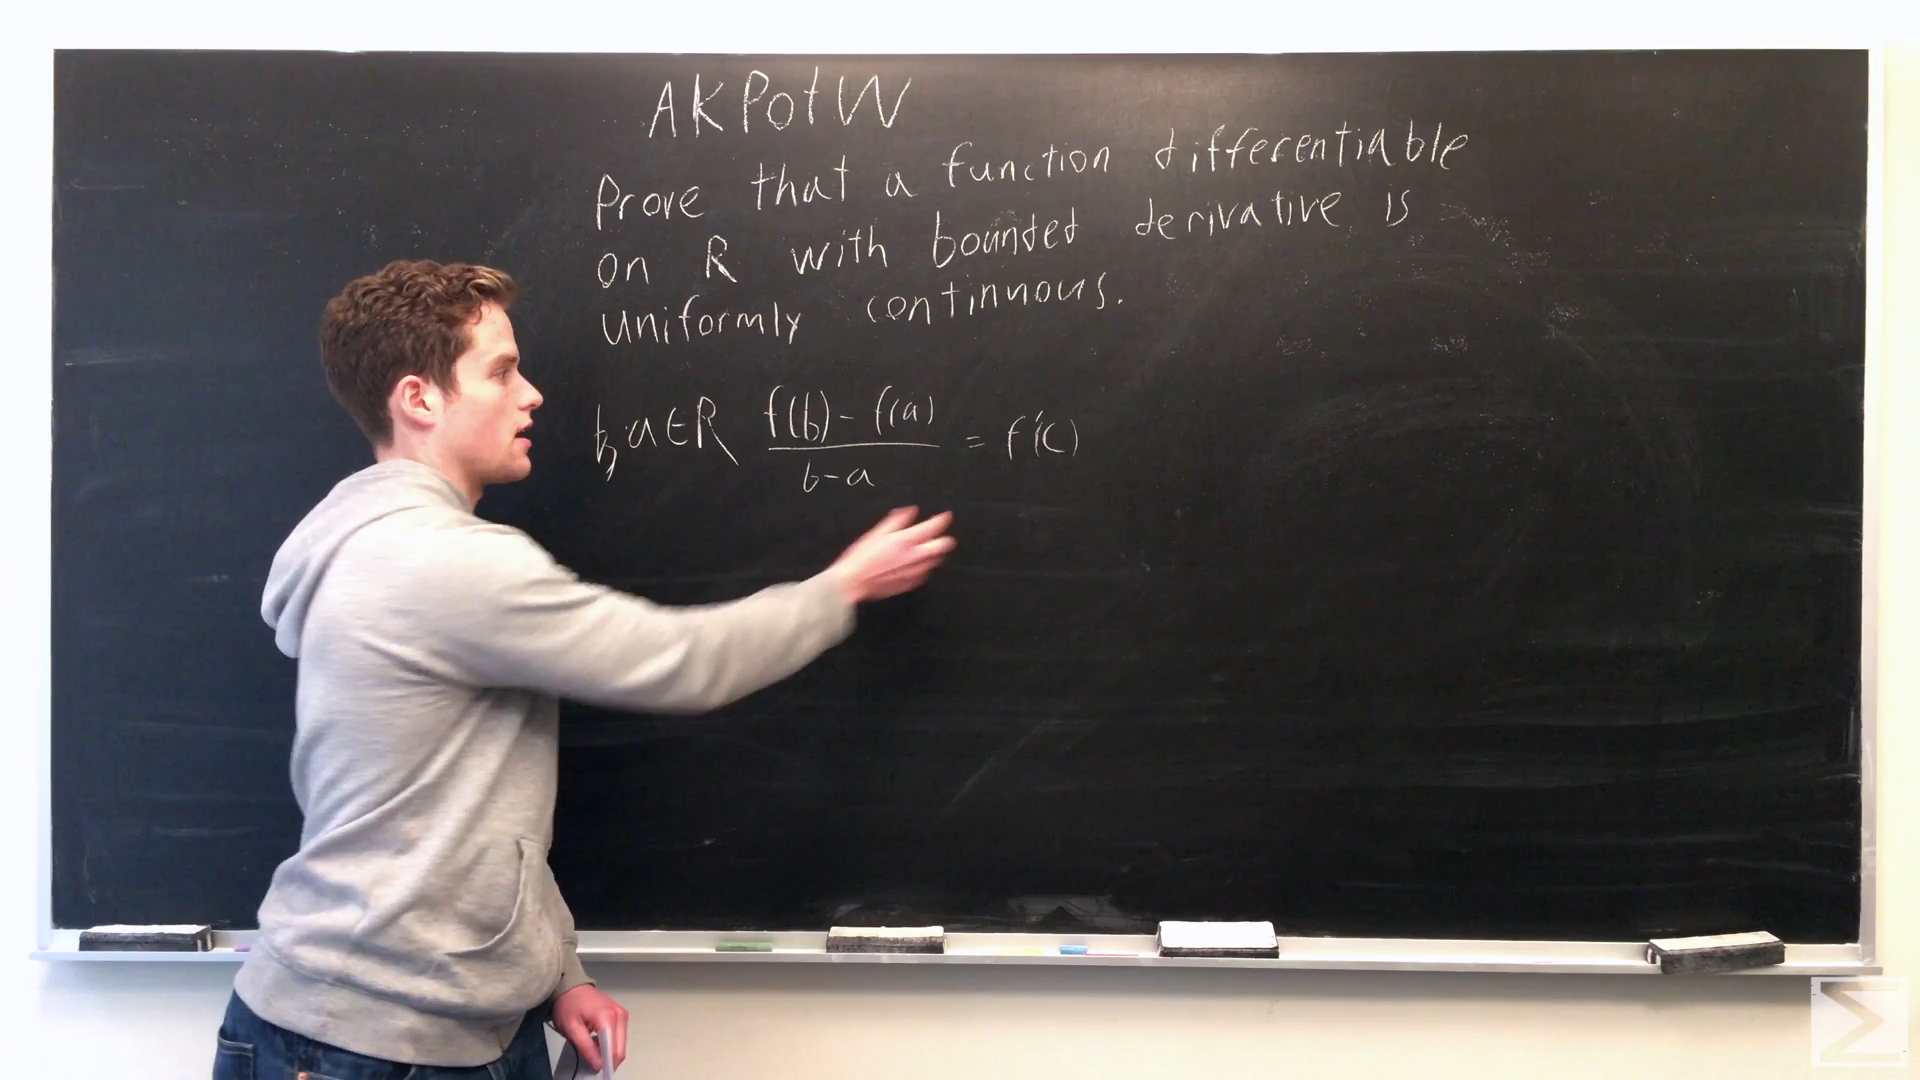 AKPotW
Prove that a function differentiable
on R with bounded derivative is
uniformly continuous.
b, a ∈ R (f(b) - f(a))/(b-a) = f'(c)
Σ